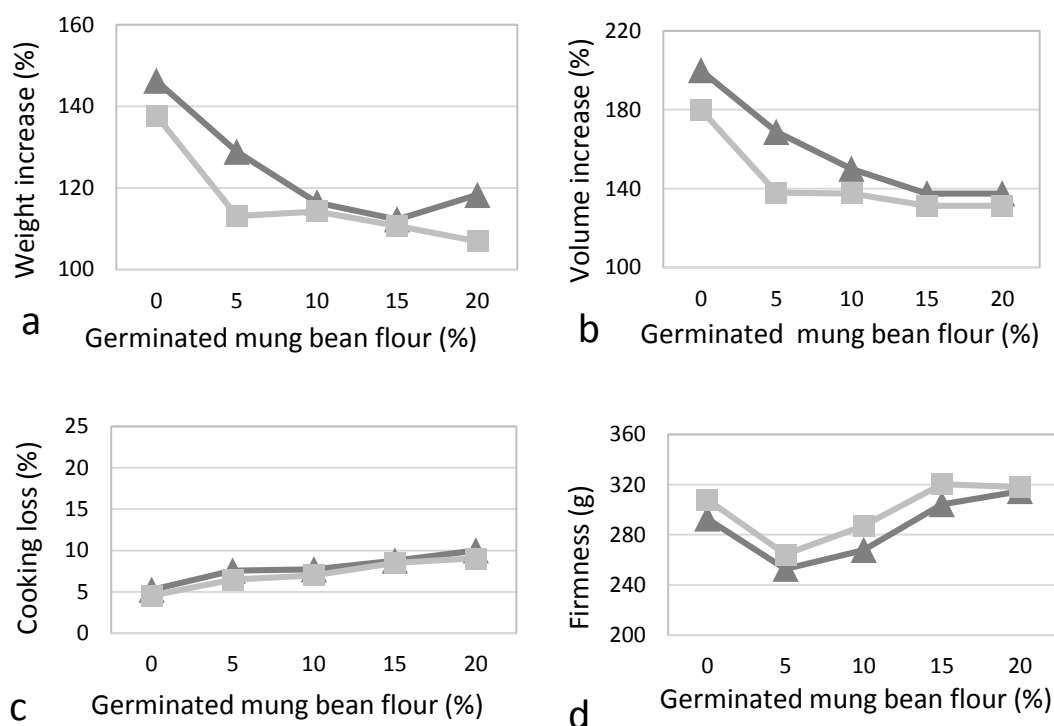 Weight increase (%)
160
140
120
100
0 5 10 15 20
a
Germinated mung bean flour (%)
Volume increase (%)
220
180
140
100
0 5 10 15 20
b
Germinated mung bean flour (%)
Cooking loss (%)
25
20
15
10
5
0
0 5 10 15 20
c
Germinated mung bean flour (%)
Firmness (g)
360
320
280
240
200
0 5 10 15 20
d
Germinated mung bean flour (%)